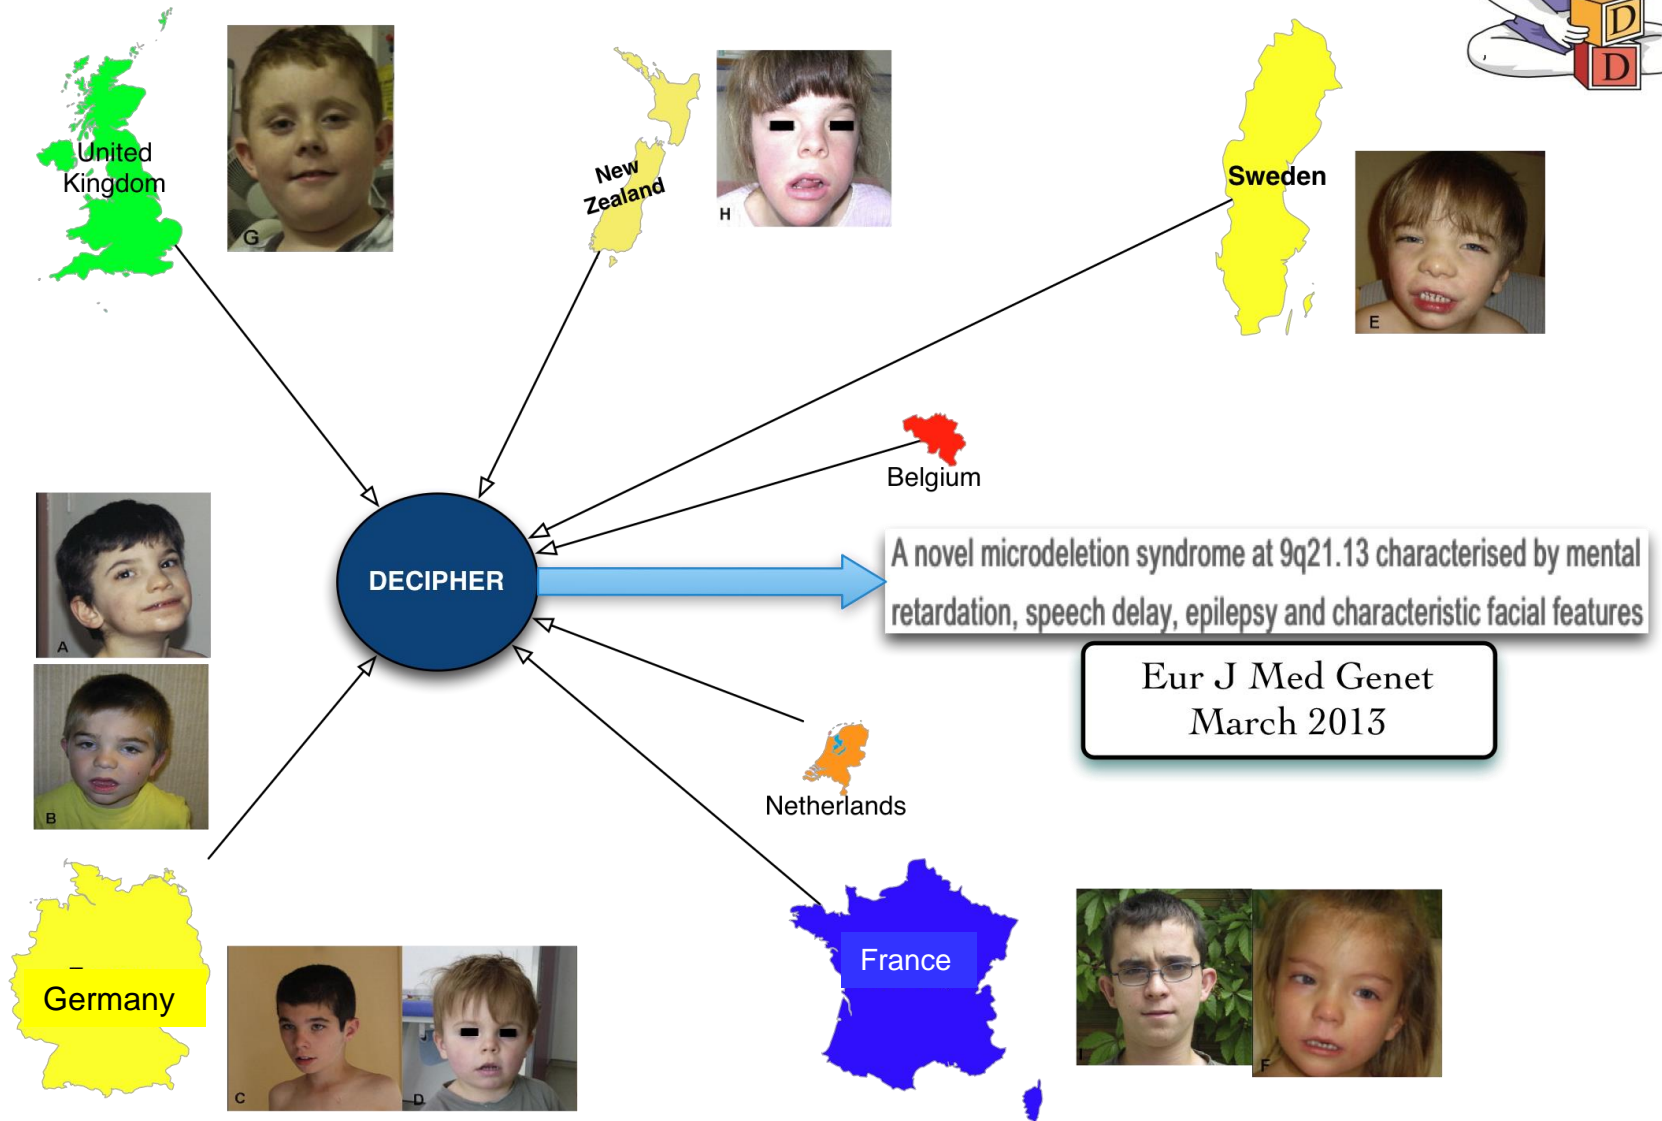 D
D
United
Kingdom
G
New
Zealand
H
Sweden
E
Belgium
A
DECIPHER
A novel microdeletion syndrome at 9q21.13 characterised by mental
retardation, speech delay, epilepsy and characteristic facial features
Eur J Med Genet
March 2013
B
Netherlands
Germany
C
D
France
I
F